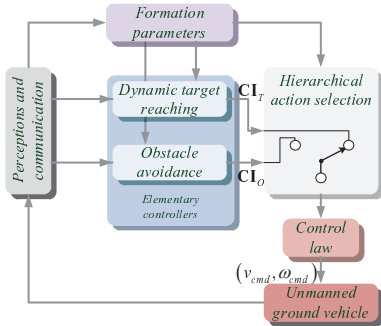 Formation
parameters
Perceptions and
communication
Dynamic target
reaching
CI_T
Hierarchical
action selection
Obstacle
avoidance
CI_O
Elementary
controllers
Control
law
(v_cmd, ω_cmd)
Unmanned
ground vehicle